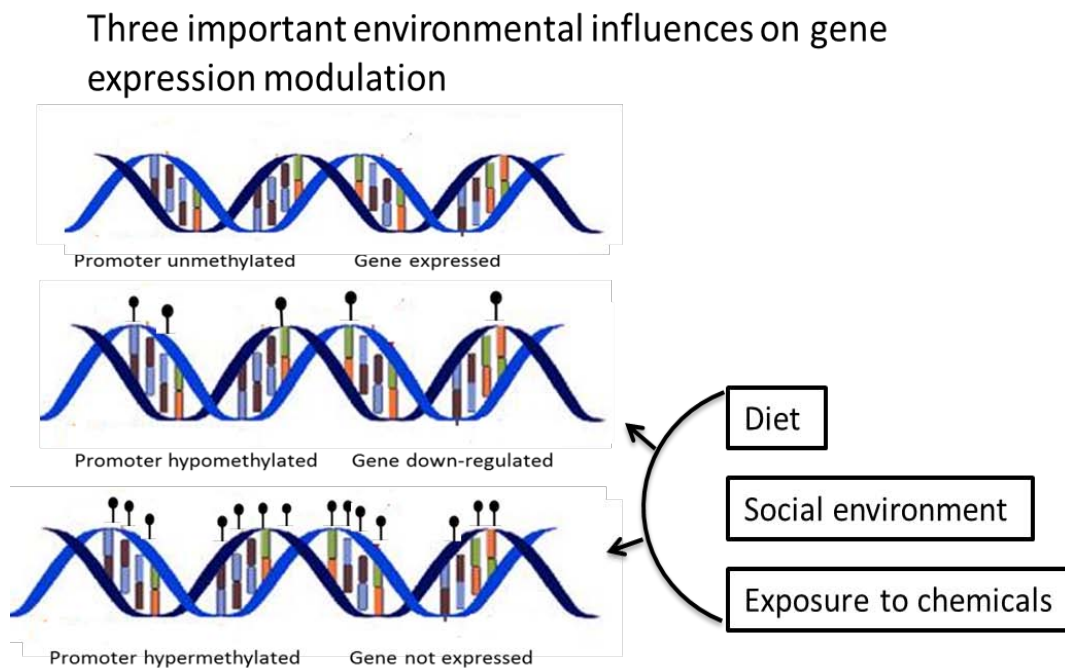 Three important environmental influences on gene
expression modulation
Promoter unmethylated Gene expressed
Promoter hypomethylated Gene down-regulated
Promoter hypermethylated Gene not expressed
Diet
Social environment
Exposure to chemicals